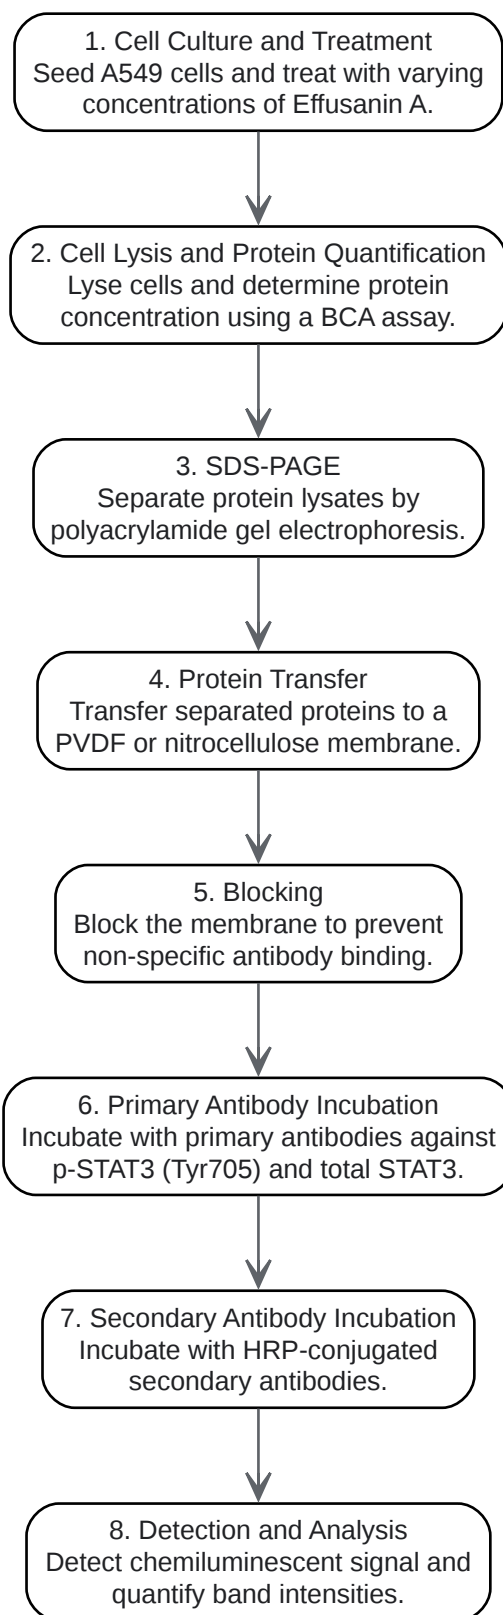 1. Cell Culture and Treatment
Seed A549 cells and treat with varying
concentrations of Effusanin A.
2. Cell Lysis and Protein Quantification
Lyse cells and determine protein
concentration using a BCA assay.
3. SDS-PAGE
Separate protein lysates by
polyacrylamide gel electrophoresis.
4. Protein Transfer
Transfer separated proteins to a
PVDF or nitrocellulose membrane.
5. Blocking
Block the membrane to prevent
non-specific antibody binding.
6. Primary Antibody Incubation
Incubate with primary antibodies against
p-STAT3 (Tyr705) and total STAT3.
7. Secondary Antibody Incubation
Incubate with HRP-conjugated
secondary antibodies.
8. Detection and Analysis
Detect chemiluminescent signal and
quantify band intensities.